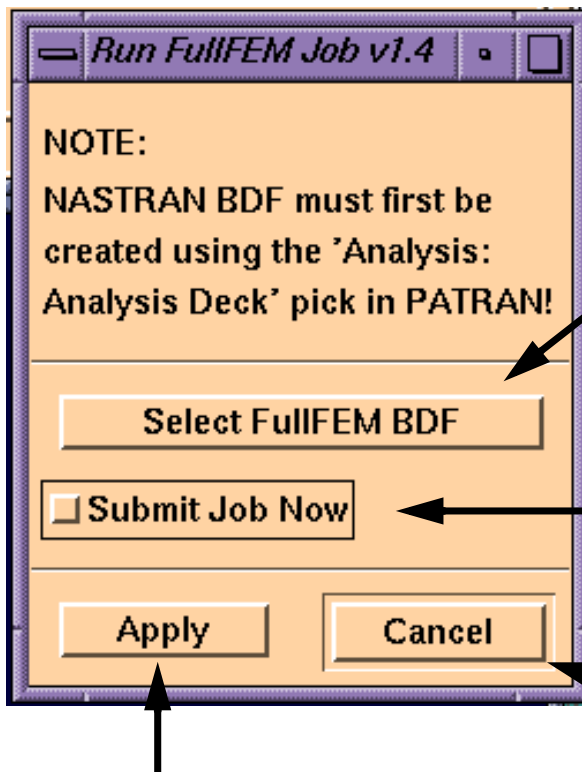 Run FullFEM Job v1.4
NOTE:
NASTRAN BDF must first be
created using the 'Analysis:
Analysis Deck' pick in PATRAN!
Select FullFEM BDF
Submit Job Now
Apply
Cancel